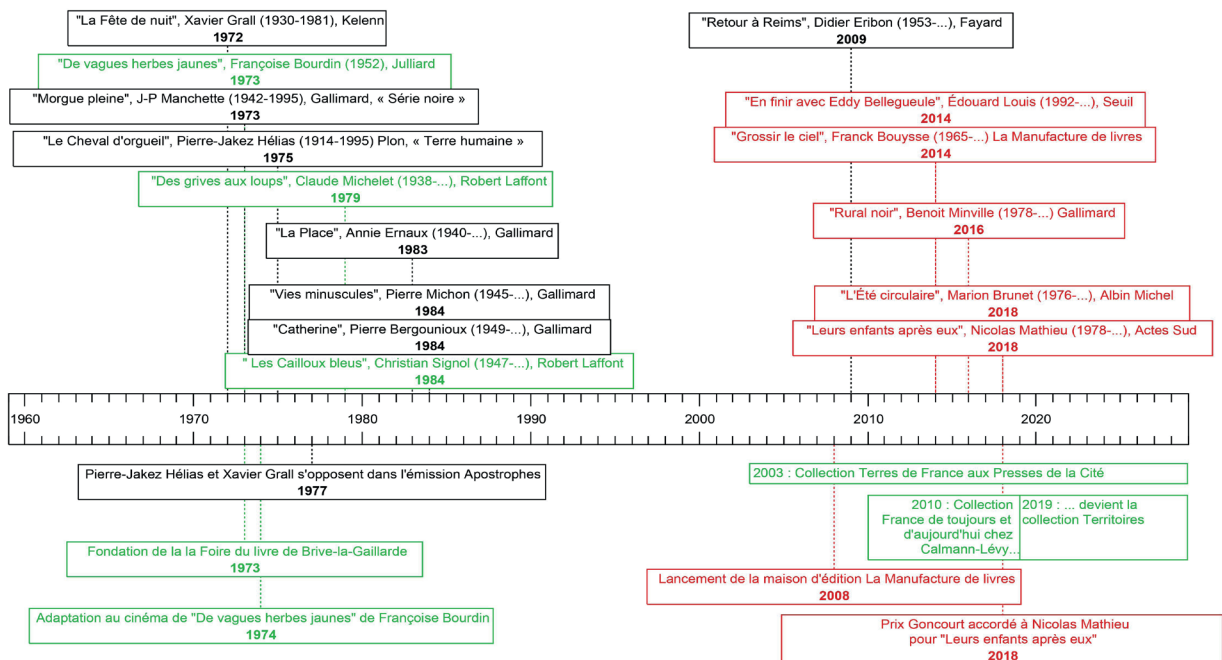 "La Fête de nuit", Xavier Grall (1930-1981), Kelenn
1972
"De vagues herbes jaunes", Françoise Bourdin (1952), Julliard
1973
"Morgue pleine", J-P Manchette (1942-1995), Gallimard, « Série noire »
1973
"Le Cheval d'orgueil", Pierre-Jakez Hélias (1914-1995) Plon, « Terre humaine »
1975
"Des grives aux loups", Claude Michelet (1938-...), Robert Laffont
1979
"La Place", Annie Ernaux (1940-...), Gallimard
1983
"Vies minuscules", Pierre Michon (1945-...), Gallimard
1984
"Catherine", Pierre Bergounioux (1949-...), Gallimard
1984
" Les Cailloux bleus", Christian Signol (1947-...), Robert Laffont
1984
"Retour à Reims", Didier Eribon (1953-...), Fayard
2009
"En finir avec Eddy Bellegueule", Édouard Louis (1992-...), Seuil
2014
"Grossir le ciel", Franck Bouysse (1965-...) La Manufacture de livres
2014
"Rural noir", Benoit Minville (1978-...) Gallimard
2016
"L'Été circulaire", Marion Brunet (1976-...), Albin Michel
2018
"Leurs enfants après eux", Nicolas Mathieu (1978-...), Actes Sud
2018
1960 1970 1980 1990 2000 2010 2020
Pierre-Jakez Hélias et Xavier Grall s'opposent dans l'émission Apostrophes
1977
Fondation de la la Foire du livre de Brive-la-Gaillarde
1973
Adaptation au cinéma de "De vagues herbes jaunes" de Françoise Bourdin
1974
2003 : Collection Terres de France aux Presses de la Cité
2010 : Collection
France de toujours et
d'aujourd'hui chez
Calmann-Lévy...
2019 : ... devient la
collection Territoires
Lancement de la maison d'édition La Manufacture de livres
2008
Prix Goncourt accordé à Nicolas Mathieu
pour "Leurs enfants après eux"
2018